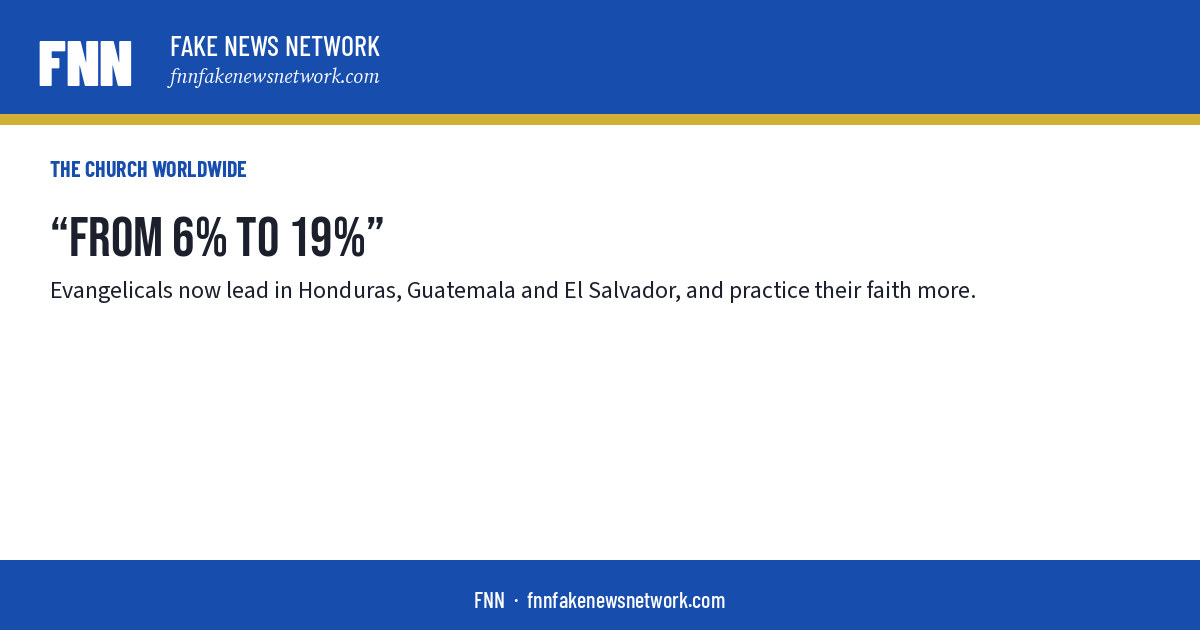 FNN
FAKE NEWS NETWORK
fnnfakenewsnetwork.com
THE CHURCH WORLDWIDE
“FROM 6% TO 19%”
Evangelicals now lead in Honduras, Guatemala and El Salvador, and practice their faith more.
FNN · fnnfakenewsnetwork.com